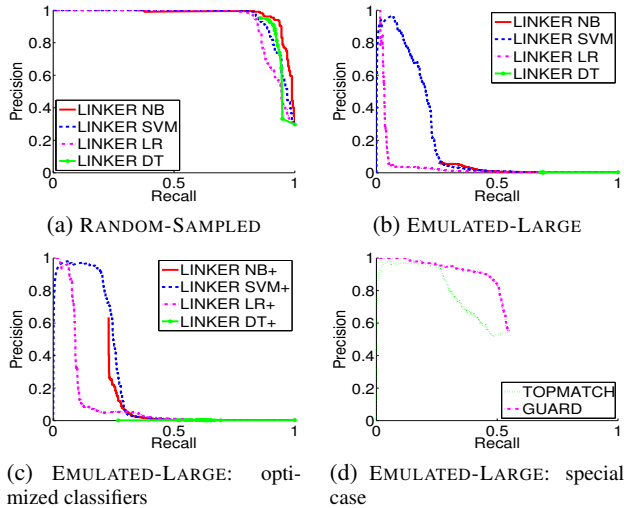 1
0.8
0.6
0.4
0.2
0
Precision
LINKER NB
LINKER SVM
LINKER LR
LINKER DT
0
0.5
1
Recall
(a) RANDOM-SAMPLED
1
0.8
0.6
0.4
0.2
0
Precision
LINKER NB
LINKER SVM
LINKER LR
LINKER DT
0
0.5
1
Recall
(b) EMULATED-LARGE
1
0.8
0.6
0.4
0.2
0
Precision
LINKER NB+
LINKER SVM+
LINKER LR+
LINKER DT+
0
0.5
1
Recall
(c) EMULATED-LARGE: opti-
mized classifiers
1
0.8
0.6
0.4
0.2
0
Precision
TOPMATCH
GUARD
0
0.5
1
Recall
(d) EMULATED-LARGE: special
case